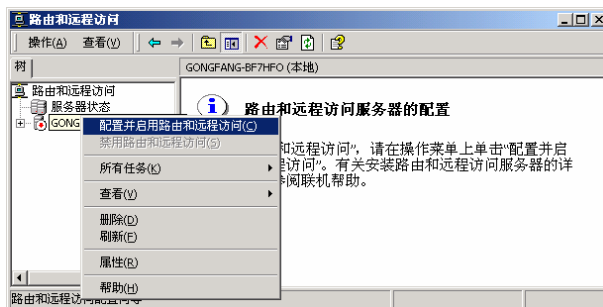 路由和远程访问
操作(A) 查看(V)
树
GONGFANG-BF7HFO (本地)
路由和远程访问
服务器状态
GONG
路由和远程访问服务器的配置
和远程访问”，请在操作菜单上单击“配置并启
程访问”。有关安装路由和远程访问服务器的详
参阅联机帮助。
配置并启用路由和远程访问(C)
禁用路由和远程访问(S)
所有任务(K)
查看(V)
删除(D)
刷新(F)
属性(R)
帮助(H)
路由和远程访问配置向导